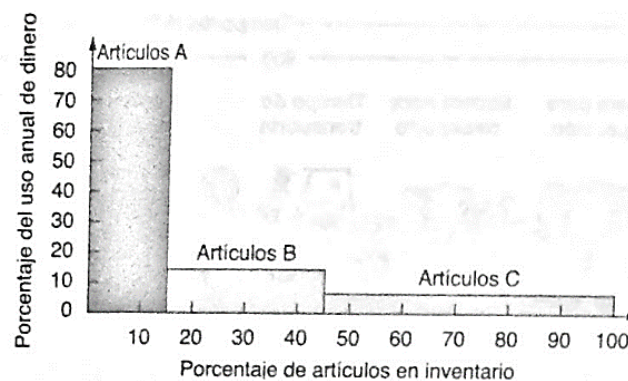 Porcentaje del uso anual de dinero
Artículos A
80
70
60
50
40
30
20
10
0
Artículos B
Artículos C
10 20 30 40 50 60 70 80 90 100
Porcentaje de artículos en inventario